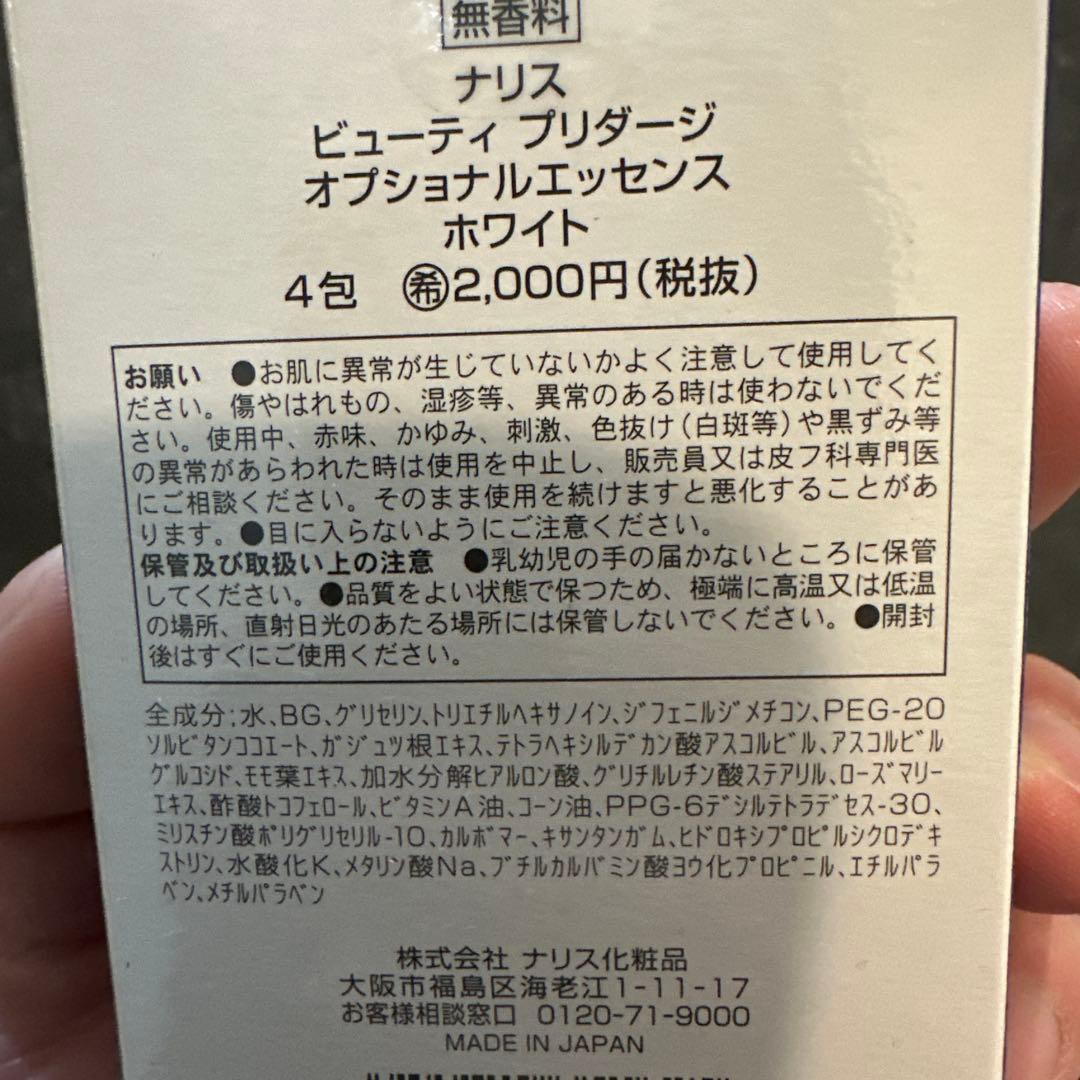 無香料
ナリス
ビューティ プリダージ
オプショナルエッセンス
ホワイト
4包 ㊕2,000円(税抜)
お願い ●お肌に異常が生じていないかよく注意して使用してく
ださい。傷やはれもの、湿疹等、異常のある時は使わないでくだ
さい。使用中、赤味、かゆみ、刺激、色抜け(白斑等)や黒ずみ等
の異常があらわれた時は使用を中止し、販売員又は皮フ科専門医
にご相談ください。そのまま使用を続けますと悪化することがあ
ります。●目に入らないようにご注意ください。
保管及び取扱い上の注意 ●乳幼児の手の届かないところに保管
してください。●品質をよい状態で保つため、極端に高温又は低温
の場所、直射日光のあたる場所には保管しないでください。●開封
後はすぐにご使用ください。
全成分;水、BG、グリセリン、トリエチルヘキサノイン、ジフェニルジメチコン、PEG-20
ソルビタンココエート、ガジュツ根エキス、テトラヘキシルデカン酸アスコルビル、アスコルビル
グルコシド、モモ葉エキス、加水分解ヒアルロン酸、グリチルレチン酸ステアリル、ローズマリー
エキス、酢酸トコフェロール、ビタミンA油、コーン油、PPG-6デシルテトラデセス-30、
ミリスチン酸ポリグリセリル-10、カルボマー、キサンタンガム、ヒドロキシプロピルシクロデキ
ストリン、水酸化K、メタリン酸Na、ブチルカルバミン酸ヨウ化プロピニル、エチルパラ
ベン、メチルパラベン
株式会社 ナリス化粧品
大阪市福島区海老江1-11-17
お客様相談窓口 0120-71-9000
MADE IN JAPAN